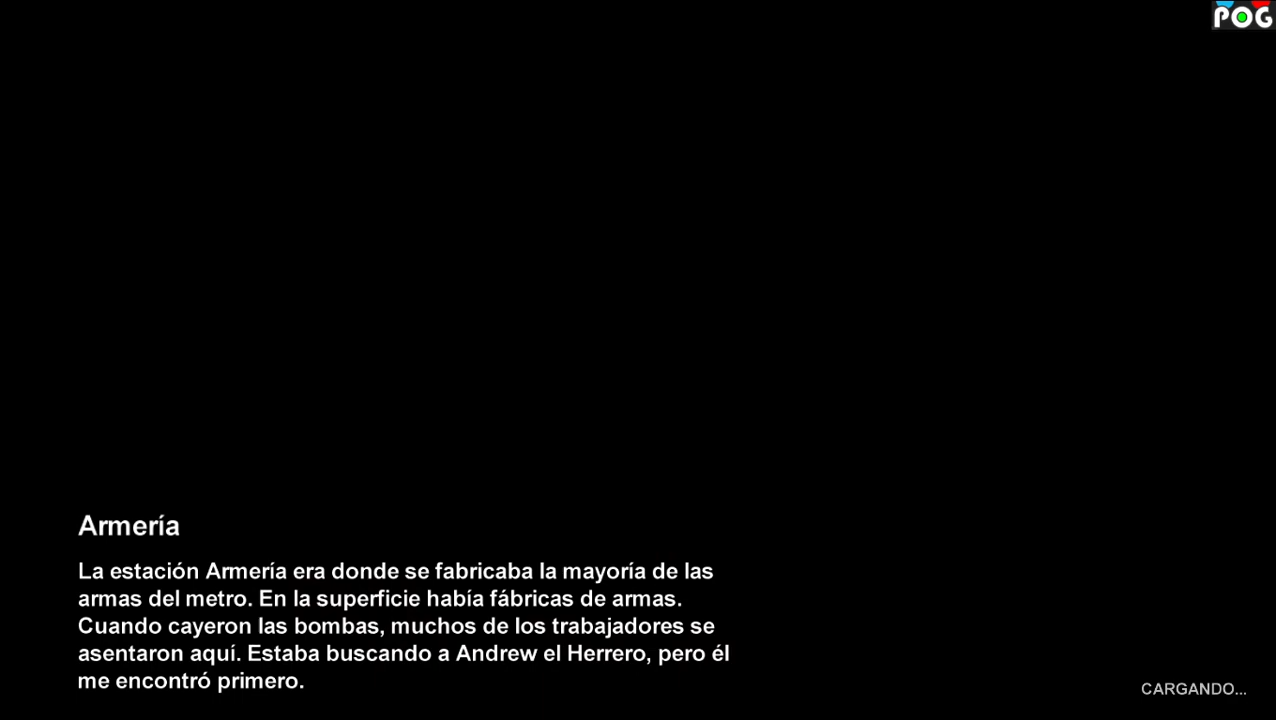 POG
Armería
La estación Armería era donde se fabricaba la mayoría de las
armas del metro. En la superficie había fábricas de armas.
Cuando cayeron las bombas, muchos de los trabajadores se
asentaron aquí. Estaba buscando a Andrew el Herrero, pero él
me encontró primero.
CARGANDO...